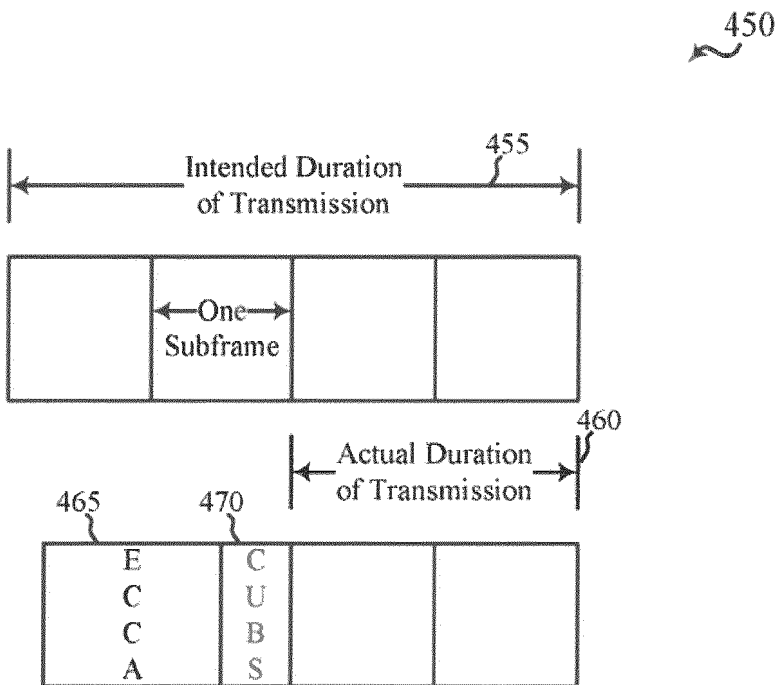 450
455
Intended Duration
of Transmission
One
Subframe
460
Actual Duration
of Transmission
465
470
E
C
C
A
C
U
B
S